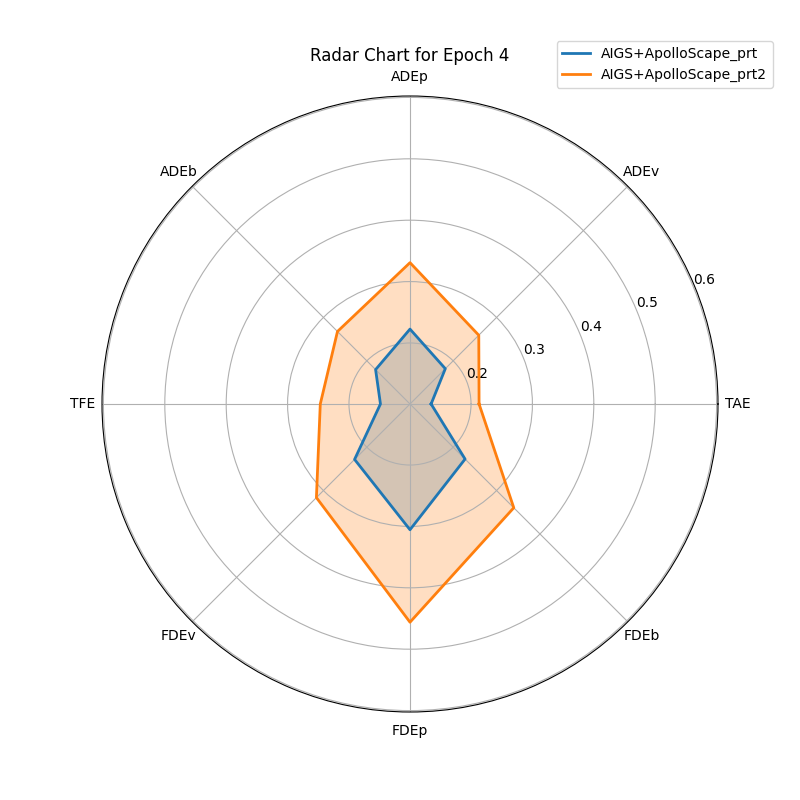 Radar Chart for Epoch 4
AIGS+ApolloScape_prt
AIGS+ApolloScape_prt2
ADEp
ADEb
ADEv
0.6
0.5
0.4
0.3
0.2
TFE
TAE
FDEv
FDEb
FDEp